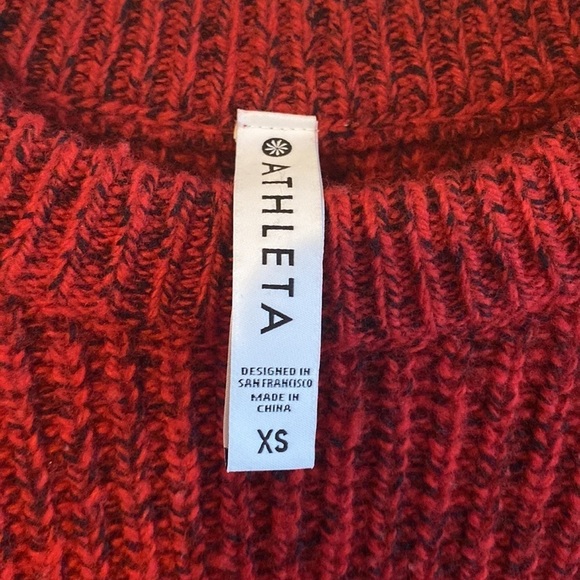 ATHLETA
DESIGNED IN
SAN FRANCISCO
MADE IN
CHINA
XS